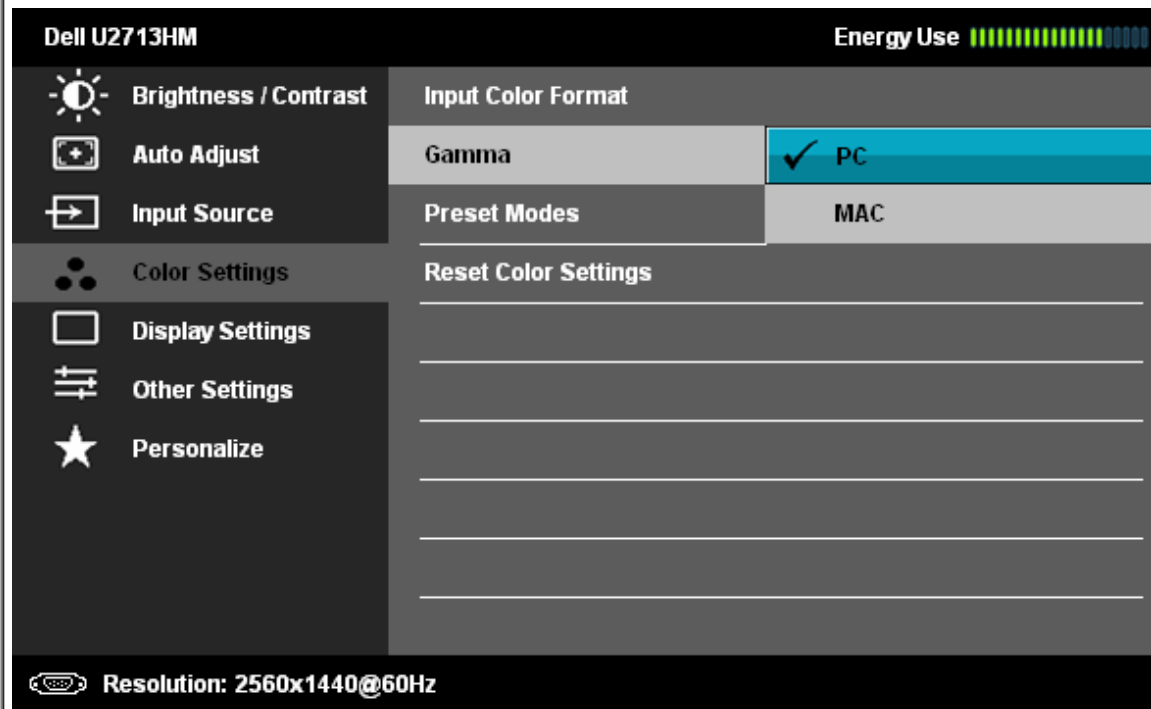 Dell U2713HM Energy Use
Brightness / Contrast Input Color Format
Auto Adjust Gamma PC
Input Source Preset Modes MAC
Color Settings Reset Color Settings
Display Settings
Other Settings
Personalize
Resolution: 2560x1440@60Hz